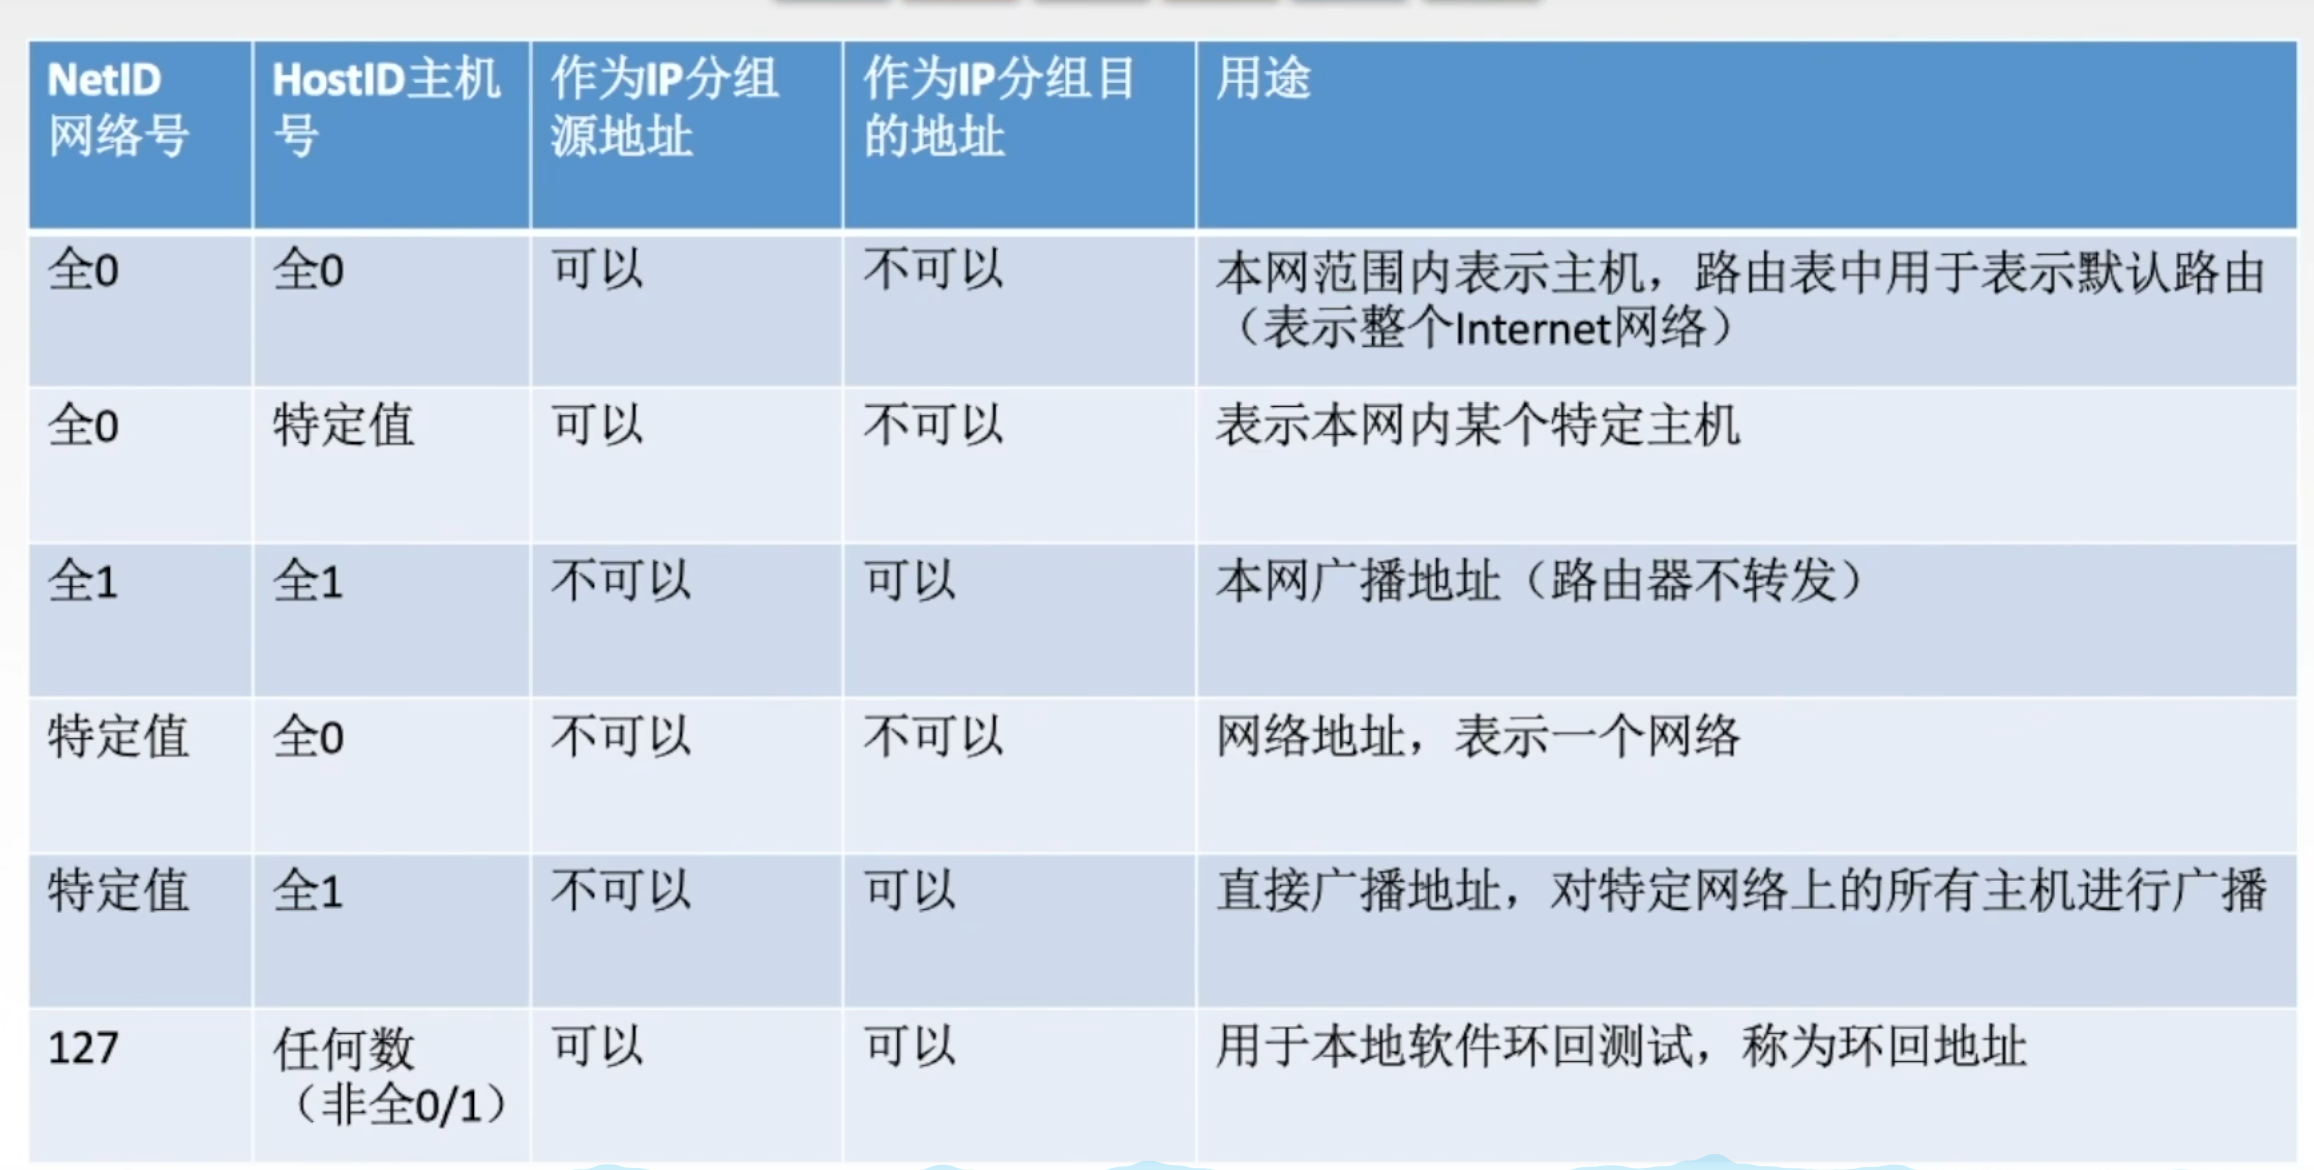 NetID
网络号
HostID主机
号
作为IP分组
源地址
作为IP分组目
的地址
用途
全0
全0
可以
不可以
本网范围内表示主机，路由表中用于表示默认路由
（表示整个Internet网络）
全0
特定值
可以
不可以
表示本网内某个特定主机
全1
全1
不可以
可以
本网广播地址（路由器不转发）
特定值
全0
不可以
不可以
网络地址，表示一个网络
特定值
全1
不可以
可以
直接广播地址，对特定网络上的所有主机进行广播
127
任何数
（非全0/1）
可以
可以
用于本地软件环回测试，称为环回地址